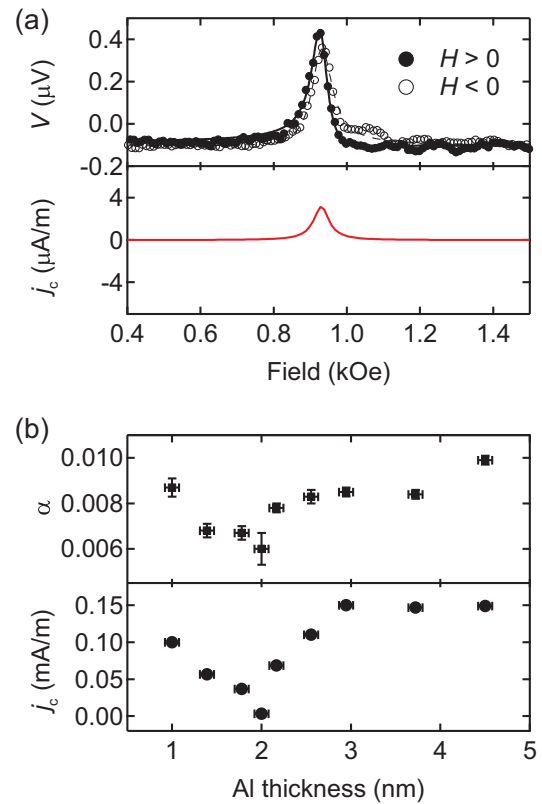 (a)
0.4
0.2
0.0
-0.2
V (μV)
H > 0
H < 0
4
0
-4
j_c (μA/m)
0.4 0.6 0.8 1.0 1.2 1.4
Field (kOe)
(b)
0.010
0.008
0.006
α
0.15
0.10
0.05
0.00
j_c (mA/m)
1 2 3 4 5
Al thickness (nm)